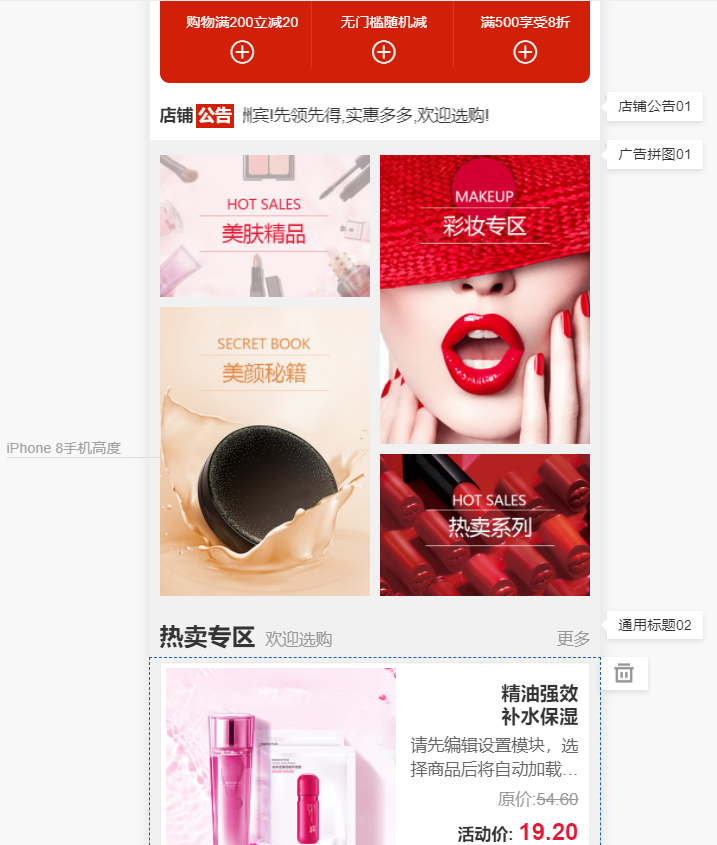 购物满200立减20
无门槛随机减
满500享受8折
店铺 公告 宾!先领先得,实惠多多,欢迎选购!
店铺公告01
广告拼图01
HOT SALES
美肤精品
MAKEUP
彩妆专区
SECRET BOOK
美颜秘籍
iPhone 8手机高度
HOT SALES
热卖系列
通用标题02
热卖专区 欢迎选购 更多
精油强效
补水保湿
请先编辑设置模块，选
择商品后将自动加载...
原价:54.60
活动价: 19.20